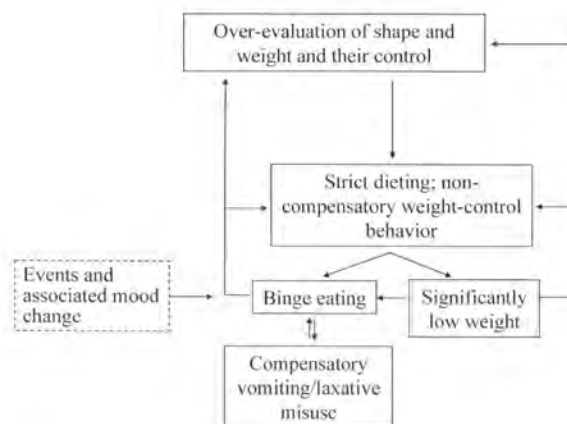 Over-evaluation of shape and
weight and their control
Strict dieting; non-
compensatory weight-control
behavior
Events and
associated mood
change
Binge eating
Significantly
low weight
Compensatory
vomiting/laxative
misuse